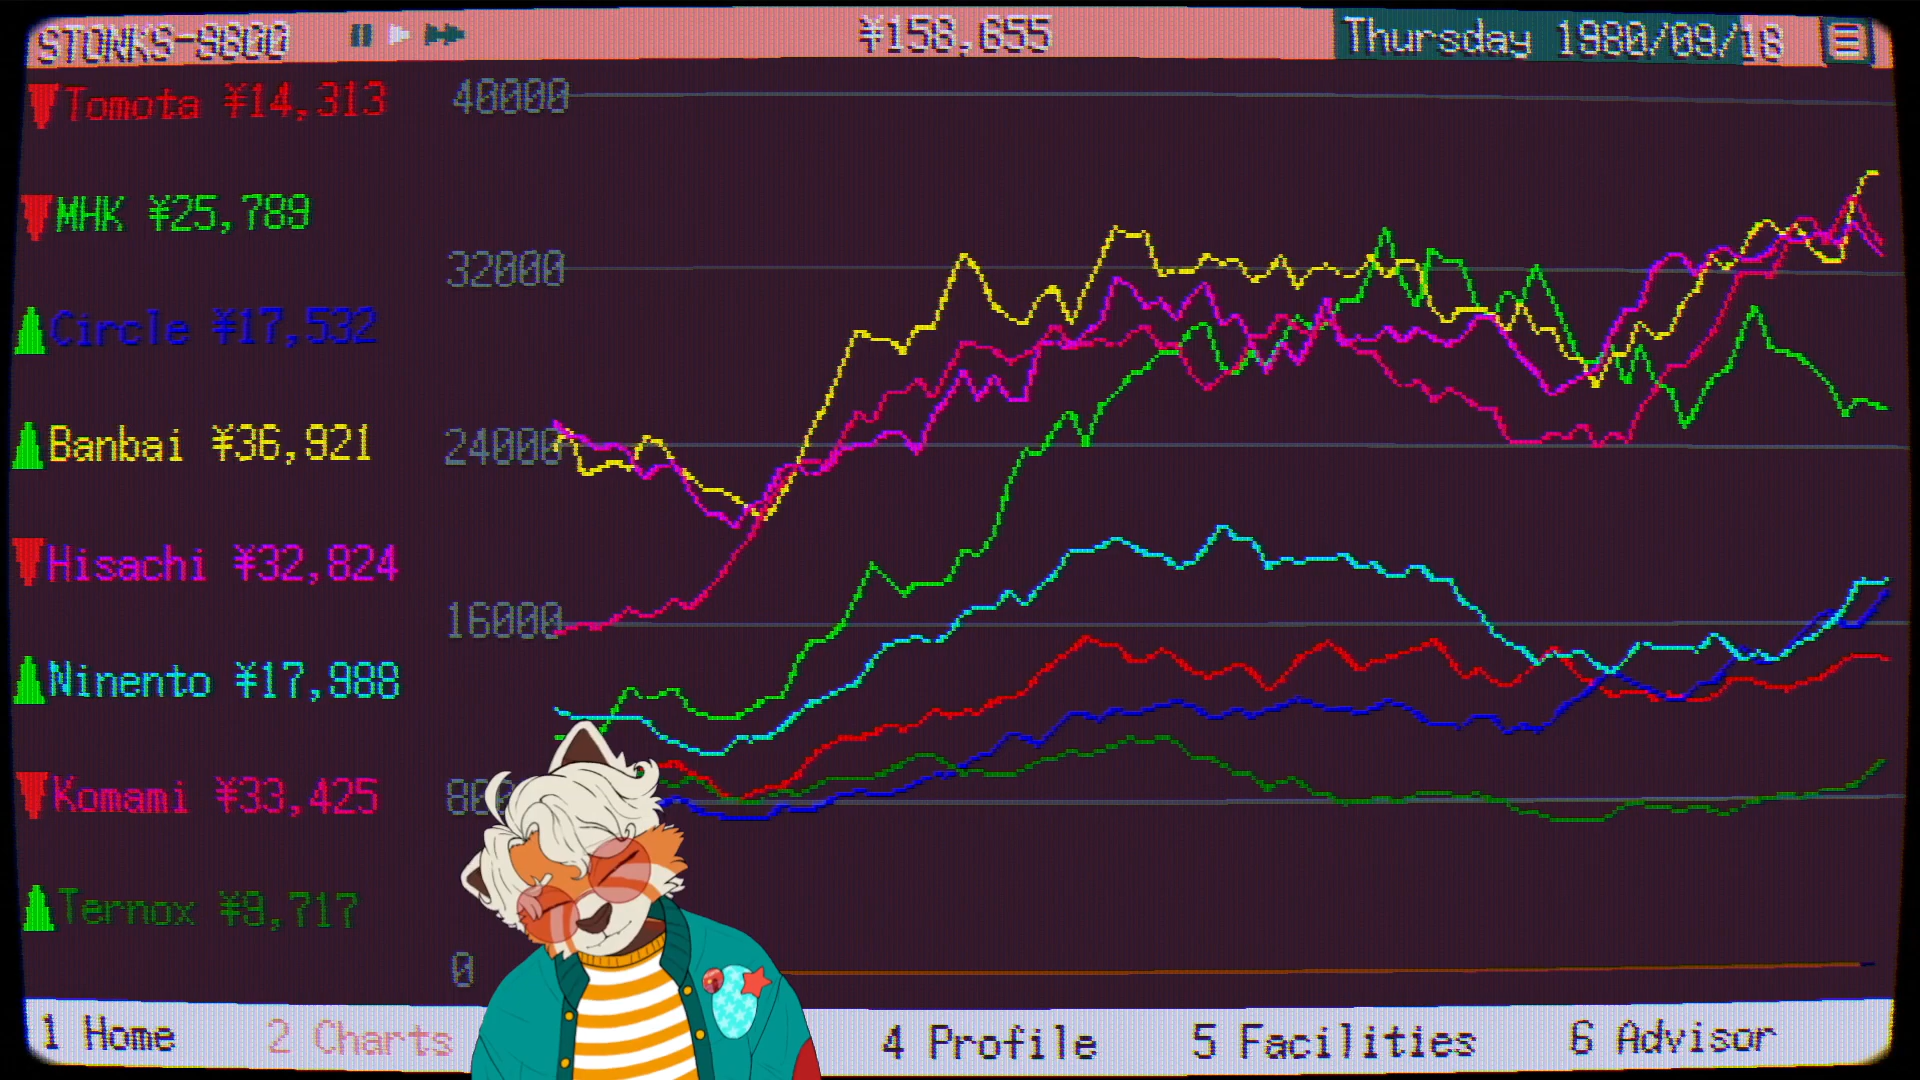 STONKS-9800
¥158,655
Thursday 1980/09/18
Tomota ¥14,313
MHK ¥25,789
Circle ¥17,532
Banbai ¥36,921
Hisachi ¥32,824
Ninento ¥17,988
Komami ¥33,425
Ternox ¥9,717
40000
32000
24000
16000
0
1 Home
2 Charts
4 Profile
5 Facilities
6 Advisor